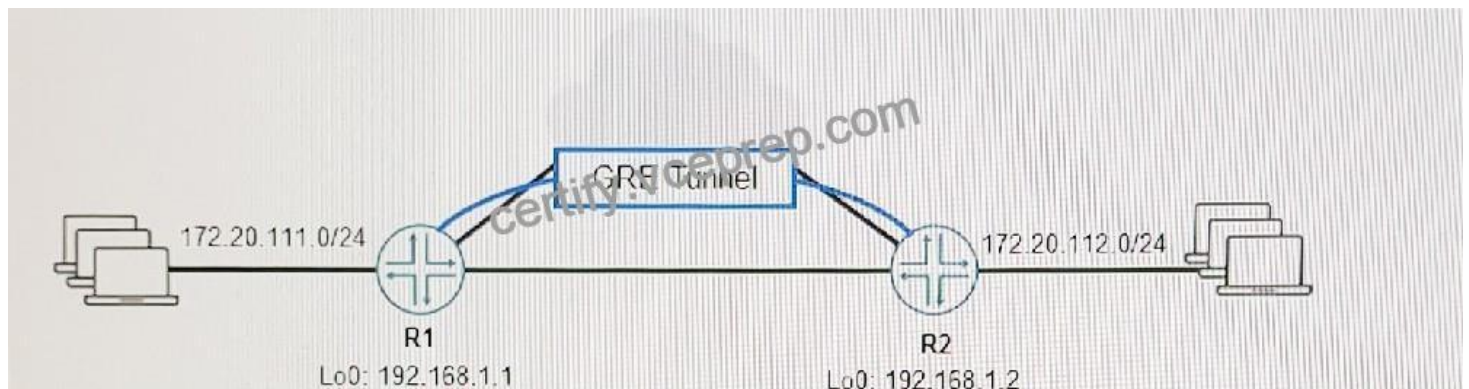 certify.vceprep.com
GRE Tunnel
172.20.111.0/24
172.20.112.0/24
R1
R2
Lo0: 192.168.1.1
Lo0: 192.168.1.2